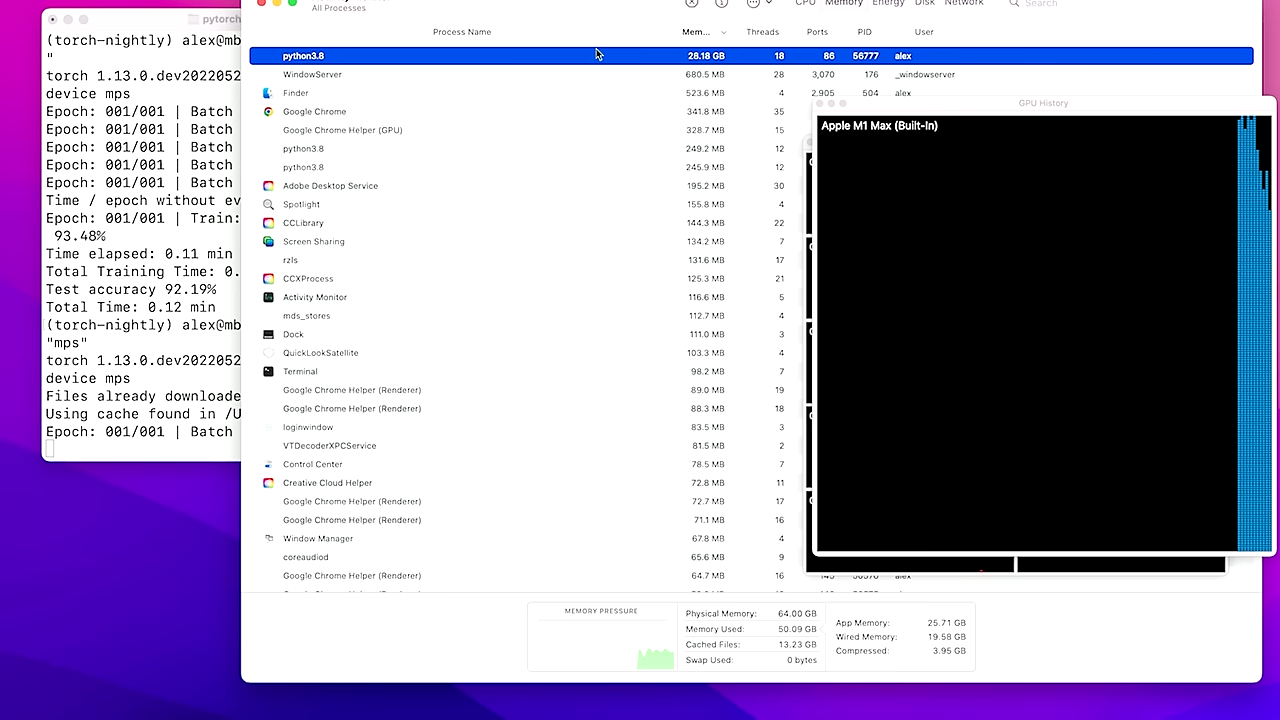 pytorch
(torch-nightly) alex@mb
"
torch 1.13.0.dev2022052
device mps
Epoch: 001/001 | Batch
Epoch: 001/001 | Batch
Epoch: 001/001 | Batch
Epoch: 001/001 | Batch
Epoch: 001/001 | Batch
Time / epoch without ev
Epoch: 001/001 | Train:
93.48%
Time elapsed: 0.11 min
Total Training Time: 0.
Test accuracy 92.19%
Total Time: 0.12 min
(torch-nightly) alex@mb
"mps"
torch 1.13.0.dev2022052
device mps
Files already downloade
Using cache found in /U
Epoch: 001/001 | Batch
All Processes
CPU Memory Energy Disk Network Search
Process Name Mem... Threads Ports PID User
python3.8 28.18 GB 18 86 56777 alex
WindowServer 680.5 MB 28 3,070 176 _windowserver
Finder 523.6 MB 4 2,905 504 alex
Google Chrome 341.8 MB 35
Google Chrome Helper (GPU) 328.7 MB 15
python3.8 249.2 MB 12
python3.8 245.9 MB 12
Adobe Desktop Service 195.2 MB 30
Spotlight 155.8 MB 4
CCLibrary 144.3 MB 22
Screen Sharing 134.2 MB 7
rzls 131.6 MB 17
CCXProcess 125.3 MB 21
Activity Monitor 116.6 MB 5
mds_stores 112.7 MB 4
Dock 111.0 MB 3
QuickLookSatellite 103.3 MB 4
Terminal 98.2 MB 7
Google Chrome Helper (Renderer) 89.0 MB 19
Google Chrome Helper (Renderer) 88.3 MB 18
loginwindow 83.5 MB 3
VTDecoderXPCService 81.5 MB 2
Control Center 78.5 MB 7
Creative Cloud Helper 72.8 MB 11
Google Chrome Helper (Renderer) 72.7 MB 17
Google Chrome Helper (Renderer) 71.1 MB 16
Window Manager 67.8 MB 4
coreaudiod 65.6 MB 9
Google Chrome Helper (Renderer) 64.7 MB 16 alex
GPU History
Apple M1 Max (Built-In)
MEMORY PRESSURE
Physical Memory: 64.00 GB
Memory Used: 50.09 GB
Cached Files: 13.23 GB
Swap Used: 0 bytes
App Memory: 25.71 GB
Wired Memory: 19.58 GB
Compressed: 3.95 GB